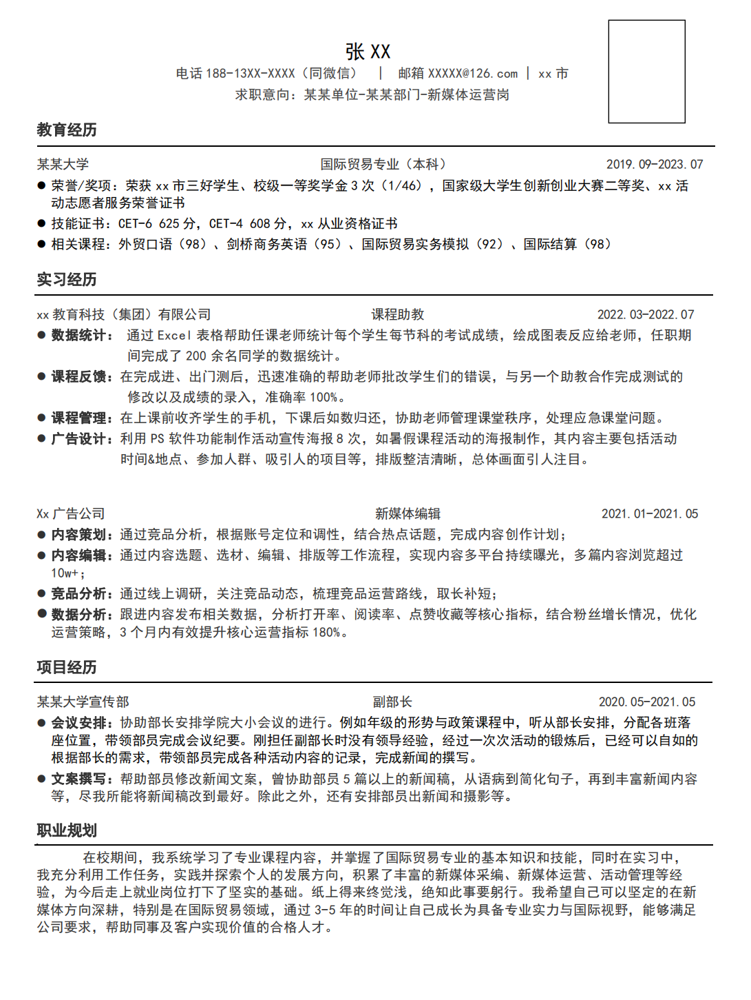 张 XX
电话 188-13XX-XXXX（同微信） | 邮箱 XXXXX@126.com | xx 市
求职意向：某某单位-某某部门-新媒体运营岗
教育经历
某某大学 国际贸易专业（本科） 2019.09-2023.07
● 荣誉/奖项：荣获 xx 市三好学生、校级一等奖学金 3 次（1/46），国家级大学生创新创业大赛二等奖、xx 活
动志愿者服务荣誉证书
● 技能证书：CET-6 625 分，CET-4 608 分，xx 从业资格证书
● 相关课程：外贸口语（98）、剑桥商务英语（95）、国际贸易实务模拟（92）、国际结算（98）
实习经历
xx 教育科技（集团）有限公司 课程助教 2022.03-2022.07
● 数据统计： 通过 Excel 表格帮助任课老师统计每个学生每节科的考试成绩，绘成图表反应给老师，任职期
间完成了 200 余名同学的数据统计。
● 课程反馈：在完成进、出门测后，迅速准确的帮助老师批改学生们的错误，与另一个助教合作完成测试的
修改以及成绩的录入，准确率 100%。
● 课程管理：在上课前收齐学生的手机，下课后如数归还，协助老师管理课堂秩序，处理应急课堂问题。
● 广告设计：利用 PS 软件功能制作活动宣传海报 8 次，如暑假课程活动的海报制作，其内容主要包括活动
时间&地点、参加人群、吸引人的项目等，排版整洁清晰，总体画面引人注目。
Xx 广告公司 新媒体编辑 2021.01-2021.05
● 内容策划：通过竞品分析，根据账号定位和调性，结合热点话题，完成内容创作计划；
● 内容编辑：通过内容选题、选材、编辑、排版等工作流程，实现内容多平台持续曝光，多篇内容浏览超过
10w+；
● 竞品分析：通过线上调研，关注竞品动态，梳理竞品运营路线，取长补短；
● 数据分析：跟进内容发布相关数据，分析打开率、阅读率、点赞收藏等核心指标，结合粉丝增长情况，优化
运营策略，3 个月内有效提升核心运营指标 180%。
项目经历
某某大学宣传部 副部长 2020.05-2021.05
● 会议安排：协助部长安排学院大小会议的进行。例如年级的形势与政策课程中，听从部长安排，分配各班落
座位置，带领部员完成会议纪要。刚担任副部长时没有领导经验，经过一次次活动的锻炼后，已经可以自如的
根据部长的需求，带领部员完成各种活动内容的记录，完成新闻的撰写。
● 文案撰写：帮助部员修改新闻文案，曾协助部员 5 篇以上的新闻稿，从语病到简化句子，再到丰富新闻内容
等，尽我所能将新闻稿改到最好。除此之外，还有安排部员出新闻和摄影等。
职业规划
在校期间，我系统学习了专业课程内容，并掌握了国际贸易专业的基本知识和技能，同时在实习中，
我充分利用工作任务，实践并探索个人的发展方向，积累了丰富的新媒体采编、新媒体运营、活动管理等经
验，为今后走上就业岗位打下了坚实的基础。纸上得来终觉浅，绝知此事要躬行。我希望自己可以坚定的在新
媒体方向深耕，特别是在国际贸易领域，通过 3-5 年的时间让自己成长为具备专业实力与国际视野，能够满足
公司要求，帮助同事及客户实现价值的合格人才。